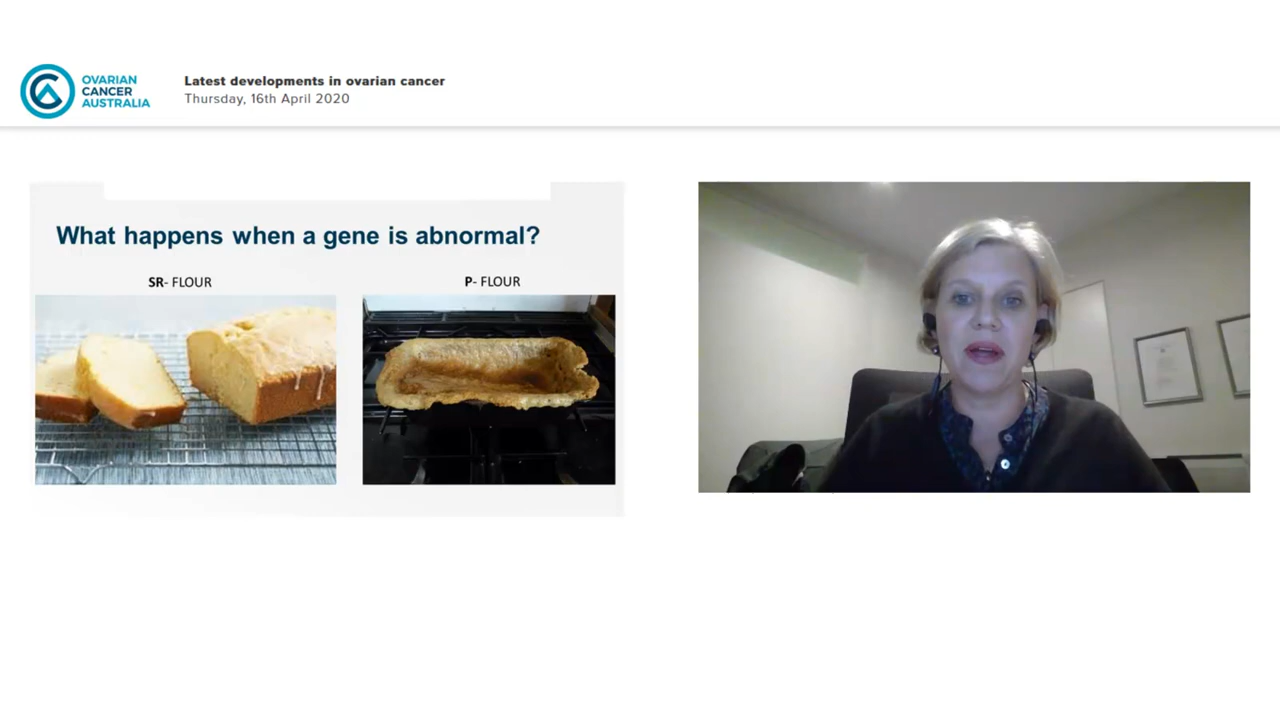 OVARIAN
CANCER
AUSTRALIA
Latest developments in ovarian cancer
Thursday, 16th April 2020
What happens when a gene is abnormal?
SR- FLOUR
P- FLOUR